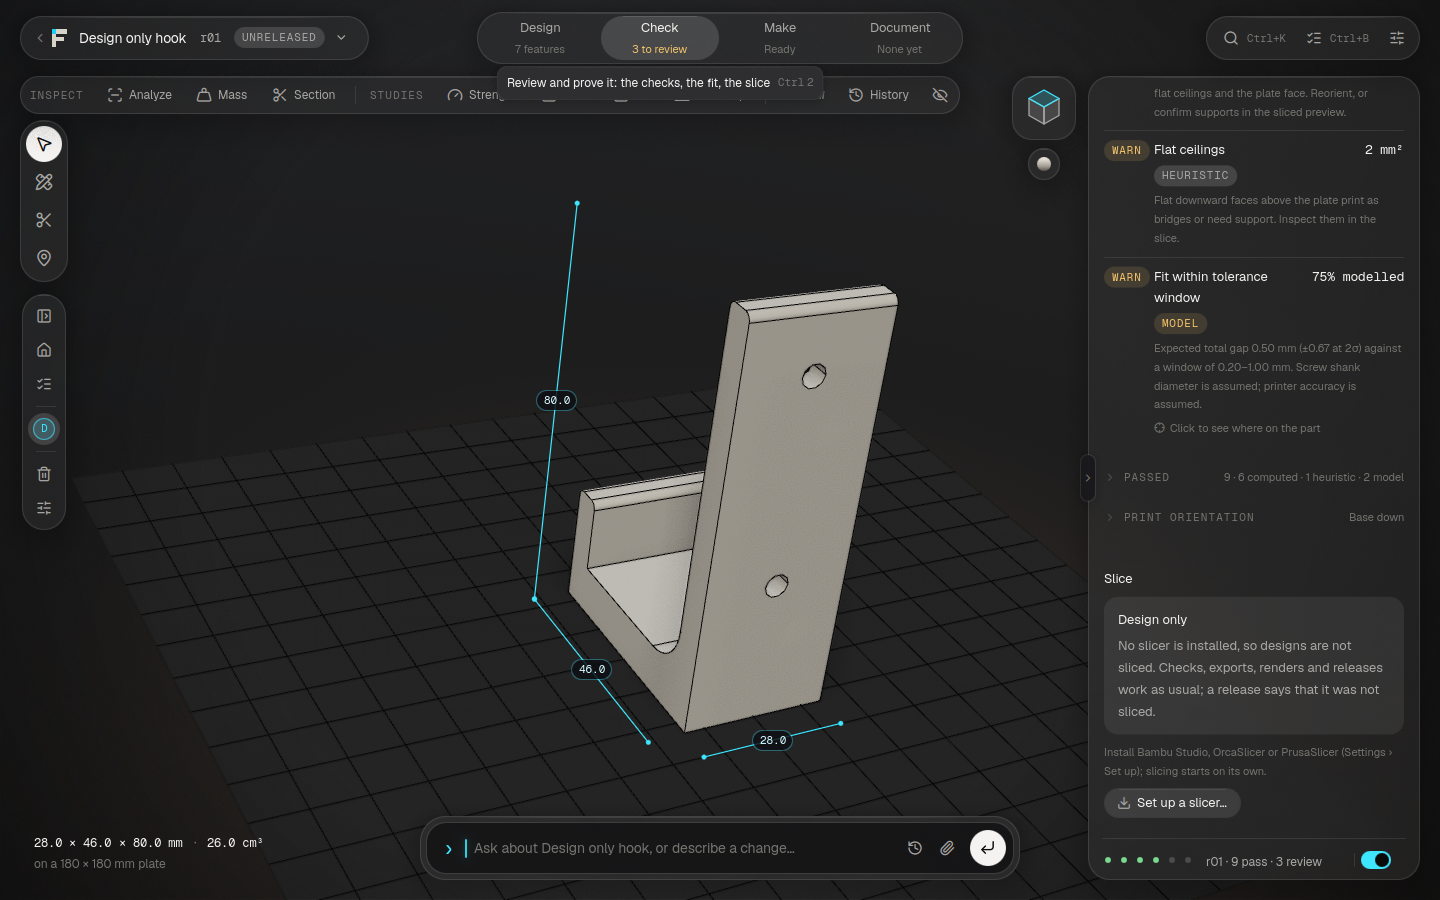 Design only hook r01 UNRELEASED
Design Check Make Document
7 features 3 to review Ready None yet
Ctrl+K Ctrl+B
Review and prove it: the checks, the fit, the slice Ctrl 2
INSPECT Analyze Mass Section STUDIES History
flat ceilings and the plate face. Reorient, or
confirm supports in the sliced preview.
WARN Flat ceilings 2 mm²
HEURISTIC
Flat downward faces above the plate print as
bridges or need support. Inspect them in the
slice.
WARN Fit within tolerance 75% modelled
window
MODEL
Expected total gap 0.50 mm (±0.67 at 2σ) against
a window of 0.20–1.00 mm. Screw shank
diameter is assumed; printer accuracy is
assumed.
Click to see where on the part
PASSED 9 · 6 computed · 1 heuristic · 2 model
PRINT ORIENTATION Base down
Slice
Design only
No slicer is installed, so designs are not
sliced. Checks, exports, renders and releases
work as usual; a release says that it was not
sliced.
Install Bambu Studio, OrcaSlicer or PrusaSlicer (Settings ›
Set up); slicing starts on its own.
Set up a slicer…
r01 · 9 pass · 3 review
D
80.0
46.0
28.0
28.0 × 46.0 × 80.0 mm · 26.0 cm³
on a 180 × 180 mm plate
Ask about Design only hook, or describe a change…